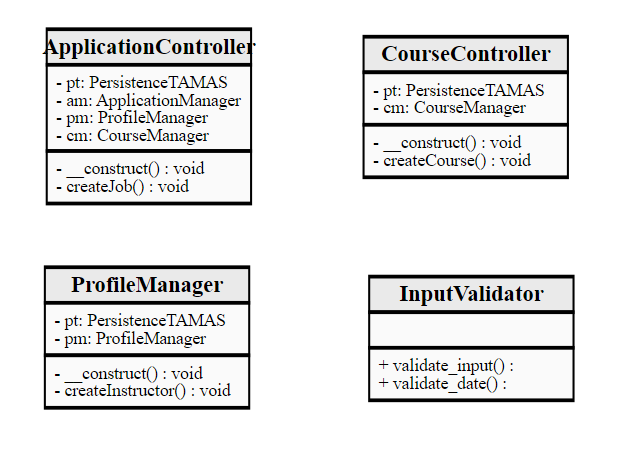 ApplicationController
- pt: PersistenceTAMAS
- am: ApplicationManager
- pm: ProfileManager
- cm: CourseManager
- __construct() : void
- createJob() : void
CourseController
- pt: PersistenceTAMAS
- cm: CourseManager
- __construct() : void
- createCourse() : void
ProfileManager
- pt: PersistenceTAMAS
- pm: ProfileManager
- __construct() : void
- createInstructor() : void
InputValidator
+ validate_input() :
+ validate_date() :